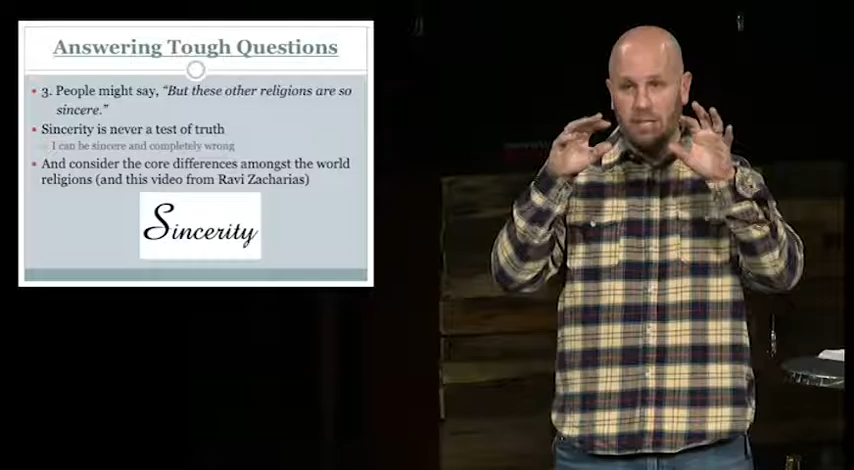 Answering Tough Questions
3. People might say, “But these other religions are so
sincere.”
Sincerity is never a test of truth
I can be sincere and completely wrong
And consider the core differences amongst the world
religions (and this video from Ravi Zacharias)
Sincerity